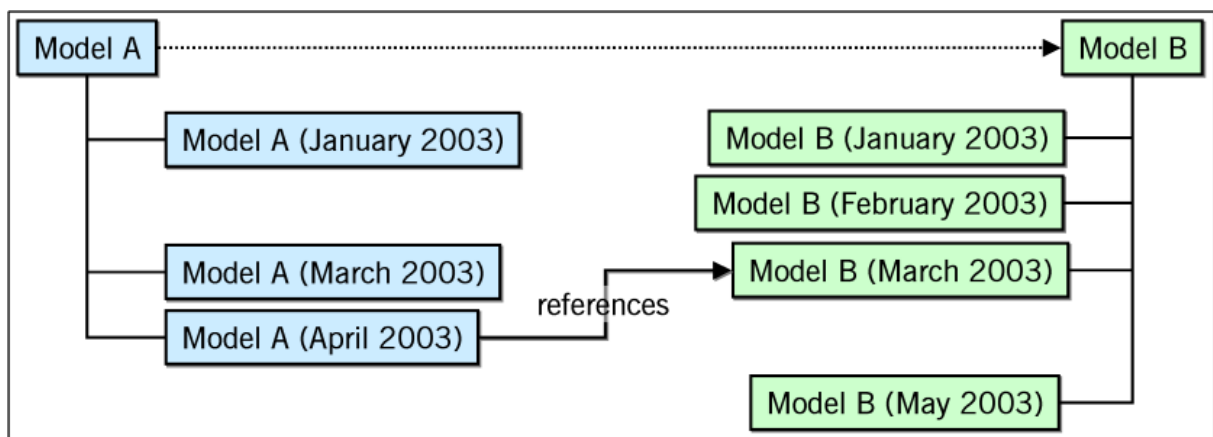 Model A
Model B
Model A (January 2003)
Model B (January 2003)
Model B (February 2003)
Model A (March 2003)
Model B (March 2003)
references
Model A (April 2003)
Model B (May 2003)